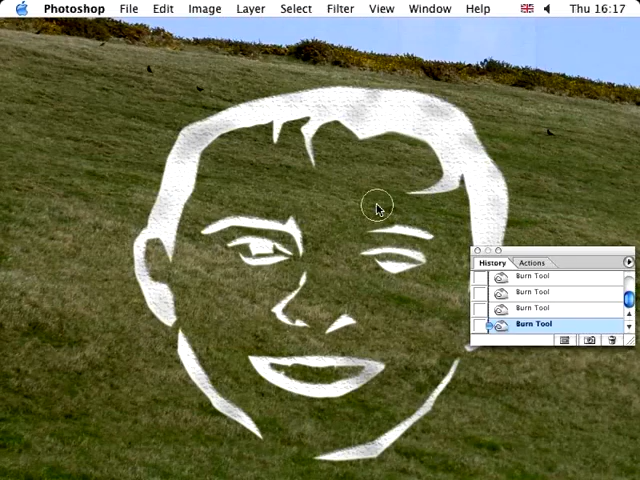 Photoshop File Edit Image Layer Select Filter View Window Help Thu 16:17
History Actions
Burn Tool
Burn Tool
Burn Tool
Burn Tool